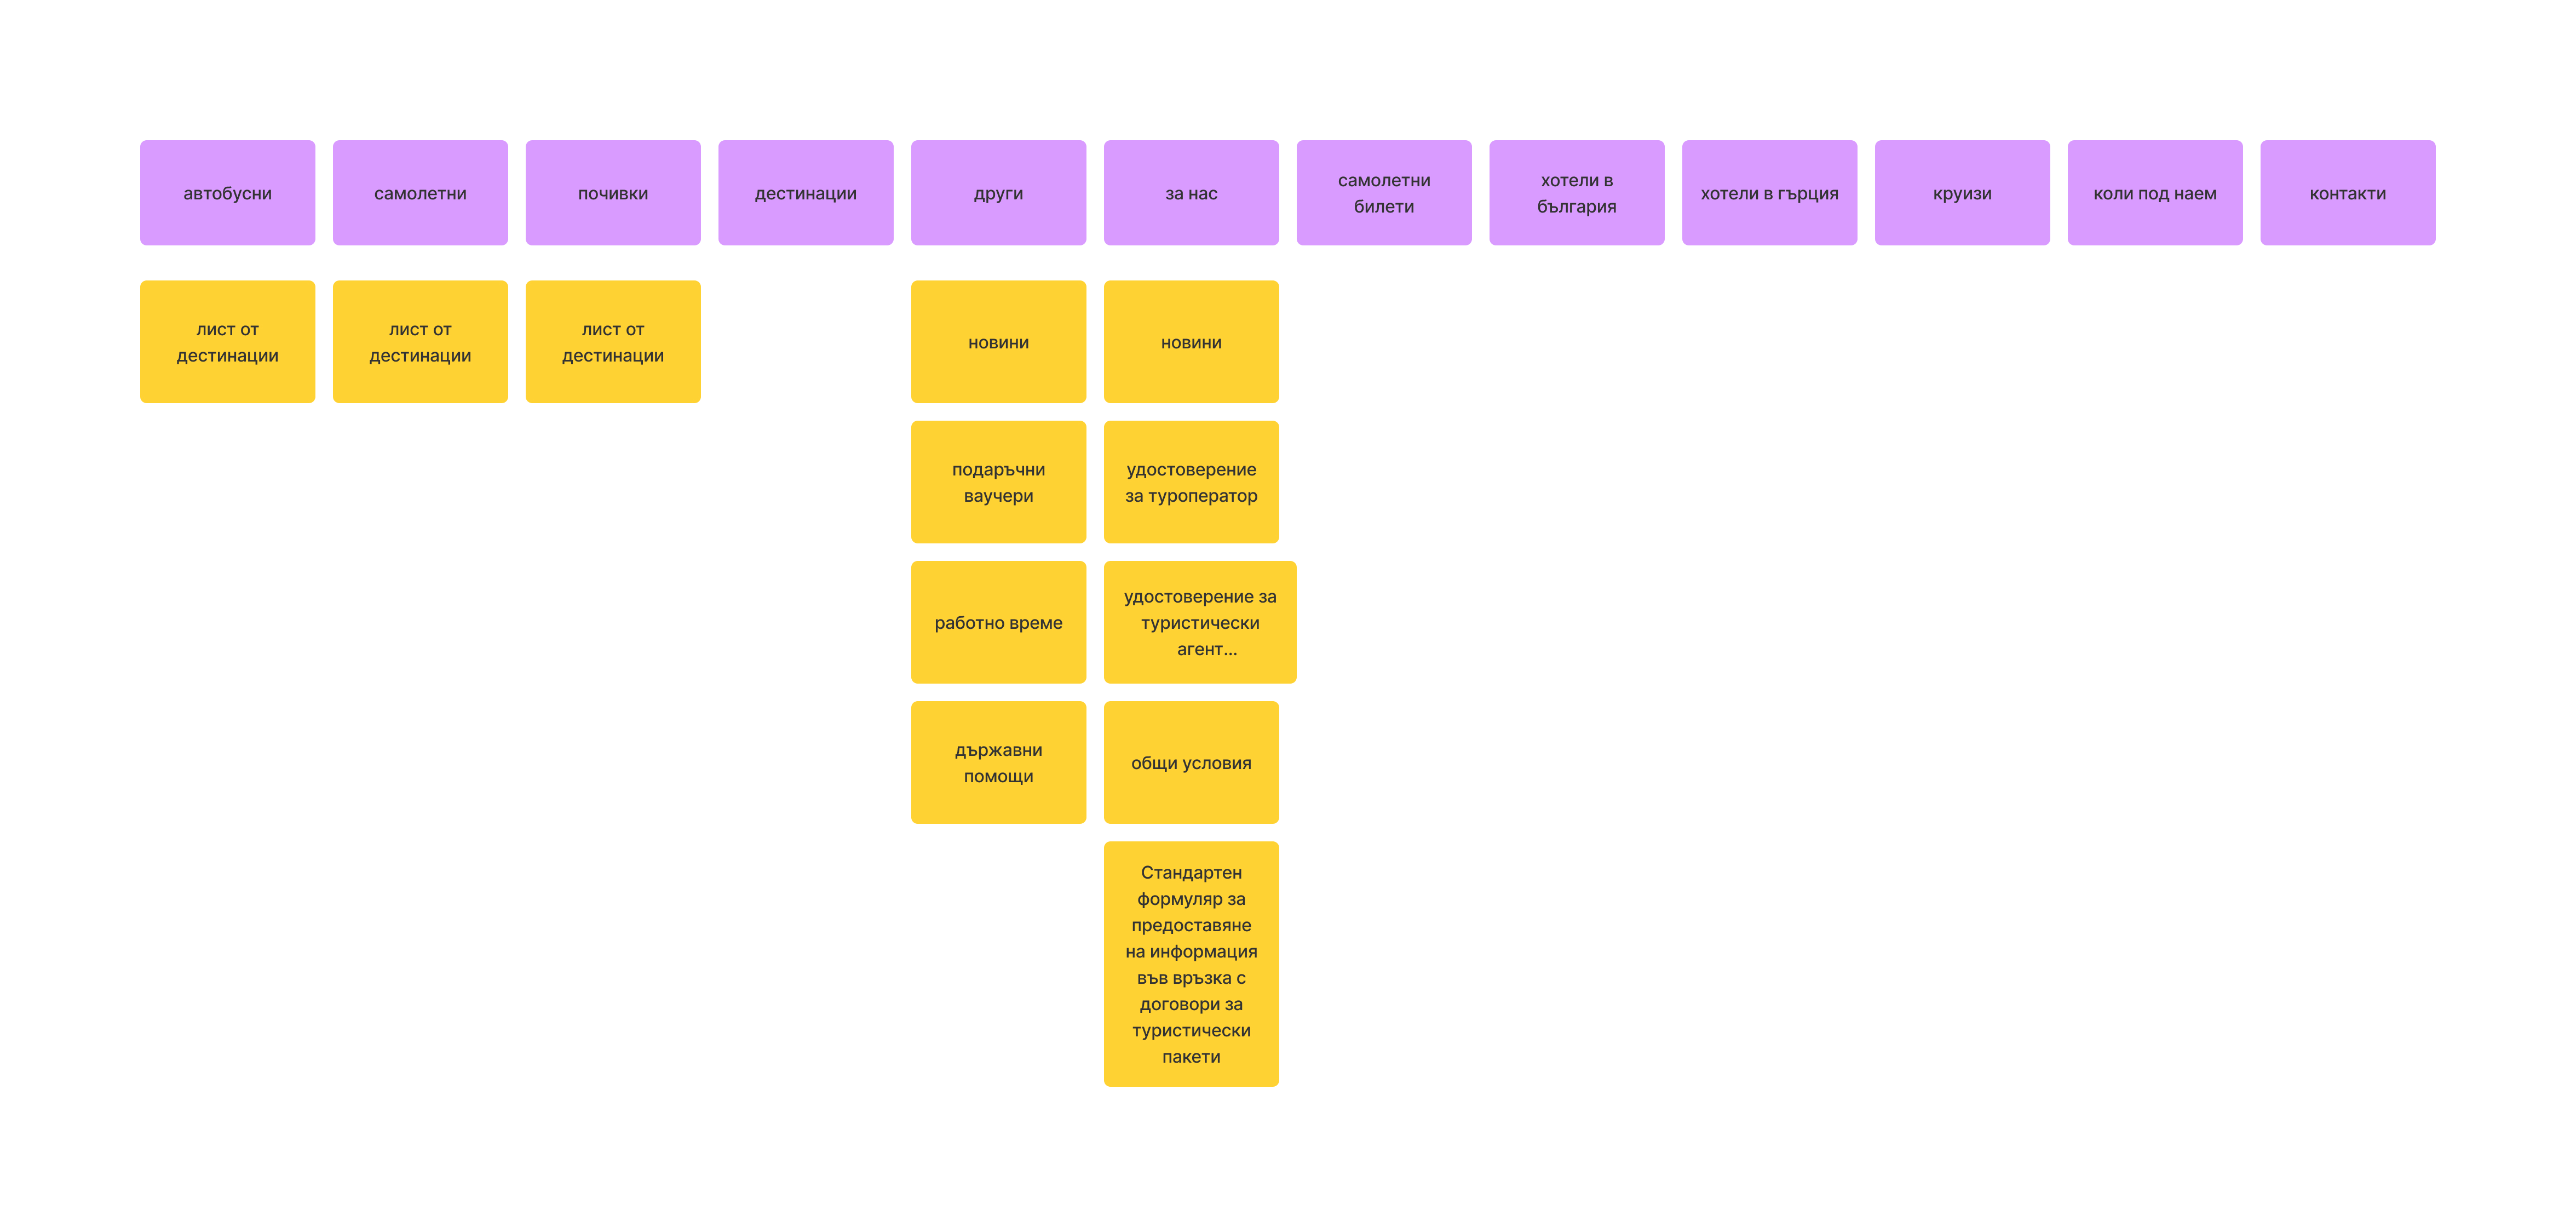 автобусни
самолетни
почивки
дестинации
други
за нас
самолетни
билети
хотели в
българия
хотели в гърция
круизи
коли под наем
контакти
лист от
дестинации
лист от
дестинации
лист от
дестинации
новини
новини
подаръчни
ваучери
удостоверение
за туроператор
работно време
удостоверение за
туристически
агент...
държавни
помощи
общи условия
Стандартен
формуляр за
предоставяне
на информация
във връзка с
договори за
туристически
пакети